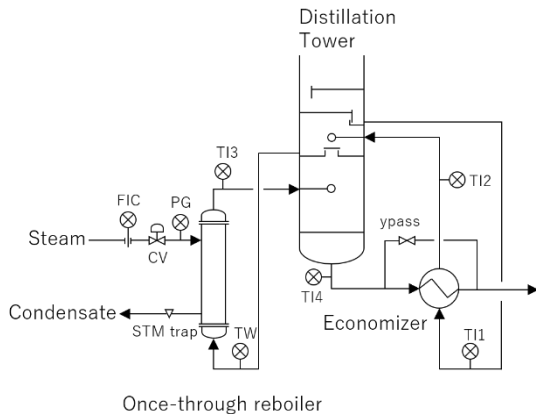 Distillation
Tower
TI3
TI2
FIC
PG
ypass
Steam
CV
TI4
Condensate
STM trap
TW
Economizer
TI1
Once-through reboiler